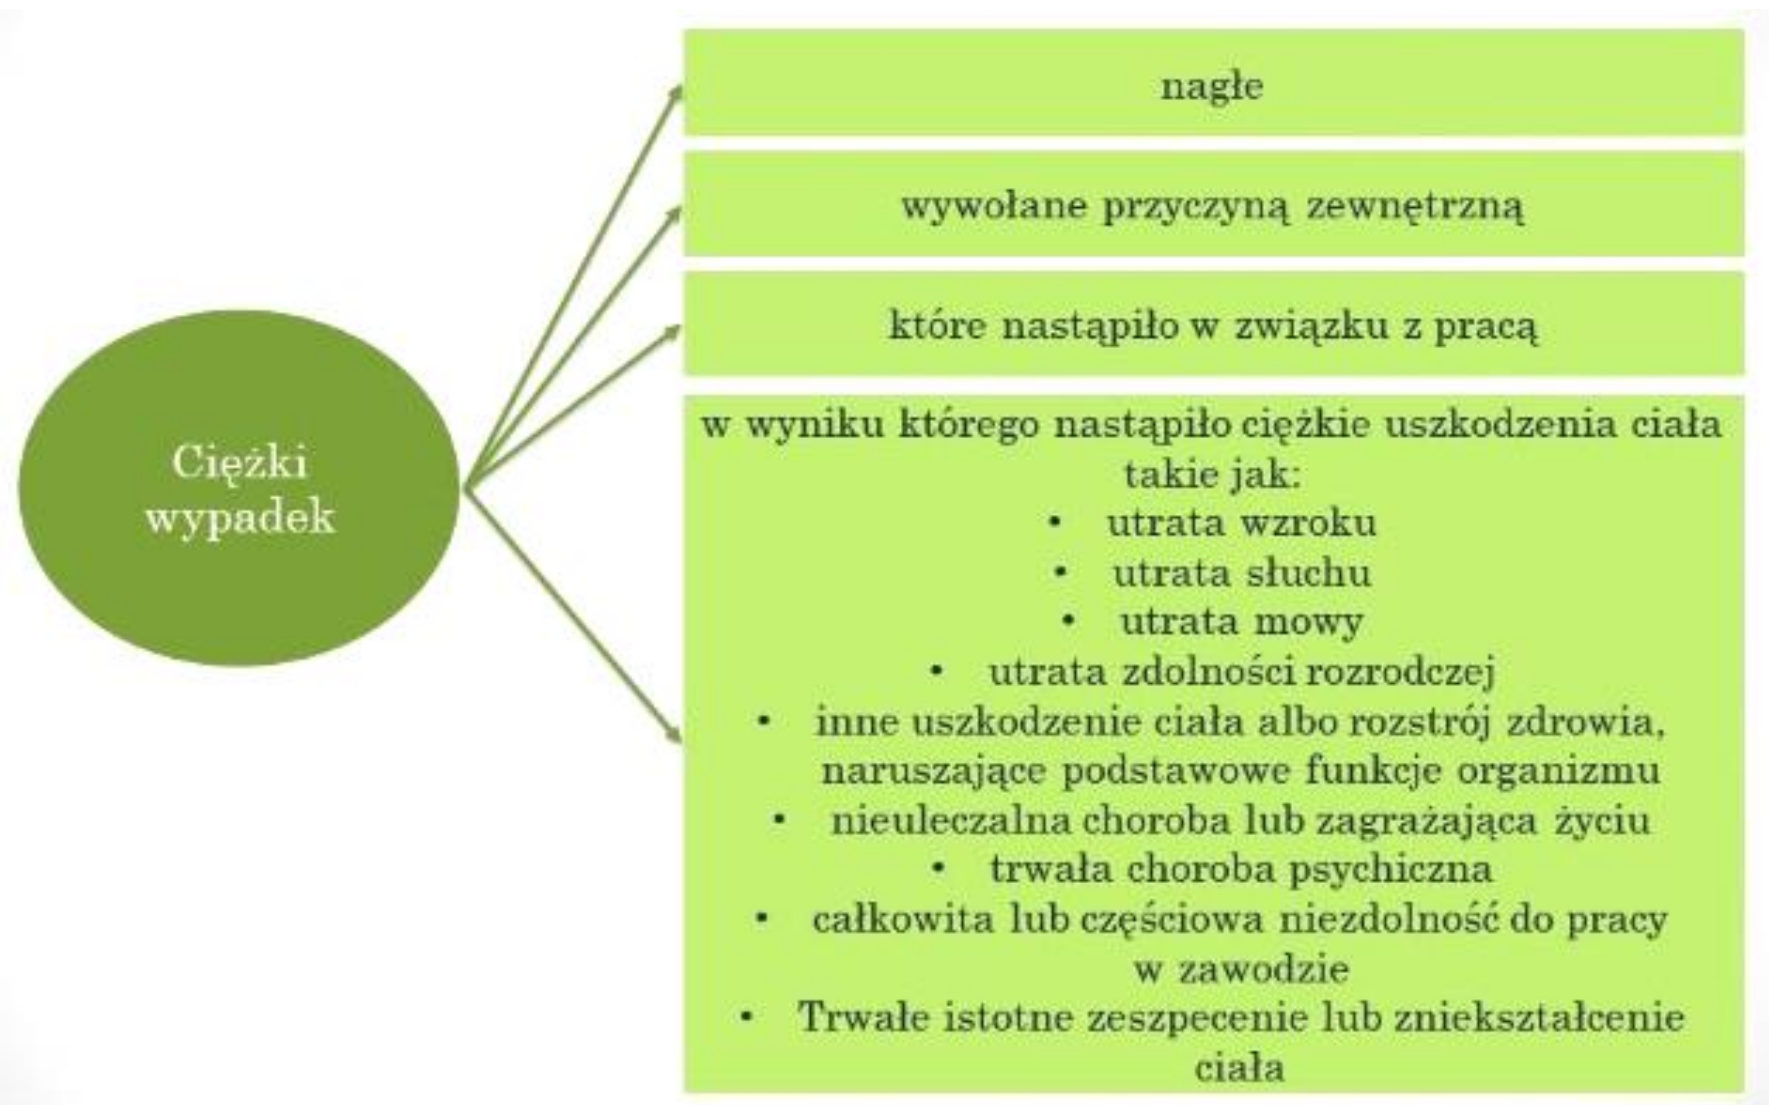 nagłe
wywołane przyczyną zewnętrzną
które nastąpiło w związku z pracą
Ciężki
wypadek
w wyniku którego nastąpiło ciężkie uszkodzenia ciała
takie jak:
• utrata wzroku
• utrata słuchu
• utrata mowy
• utrata zdolności rozrodczej
• inne uszkodzenie ciała albo rozstrój zdrowia,
naruszające podstawowe funkcje organizmu
• nieuleczalna choroba lub zagrażająca życiu
• trwała choroba psychiczna
• całkowita lub częściowa niezdolność do pracy
w zawodzie
• Trwałe istotne zeszpecenie lub zniekształcenie
ciała